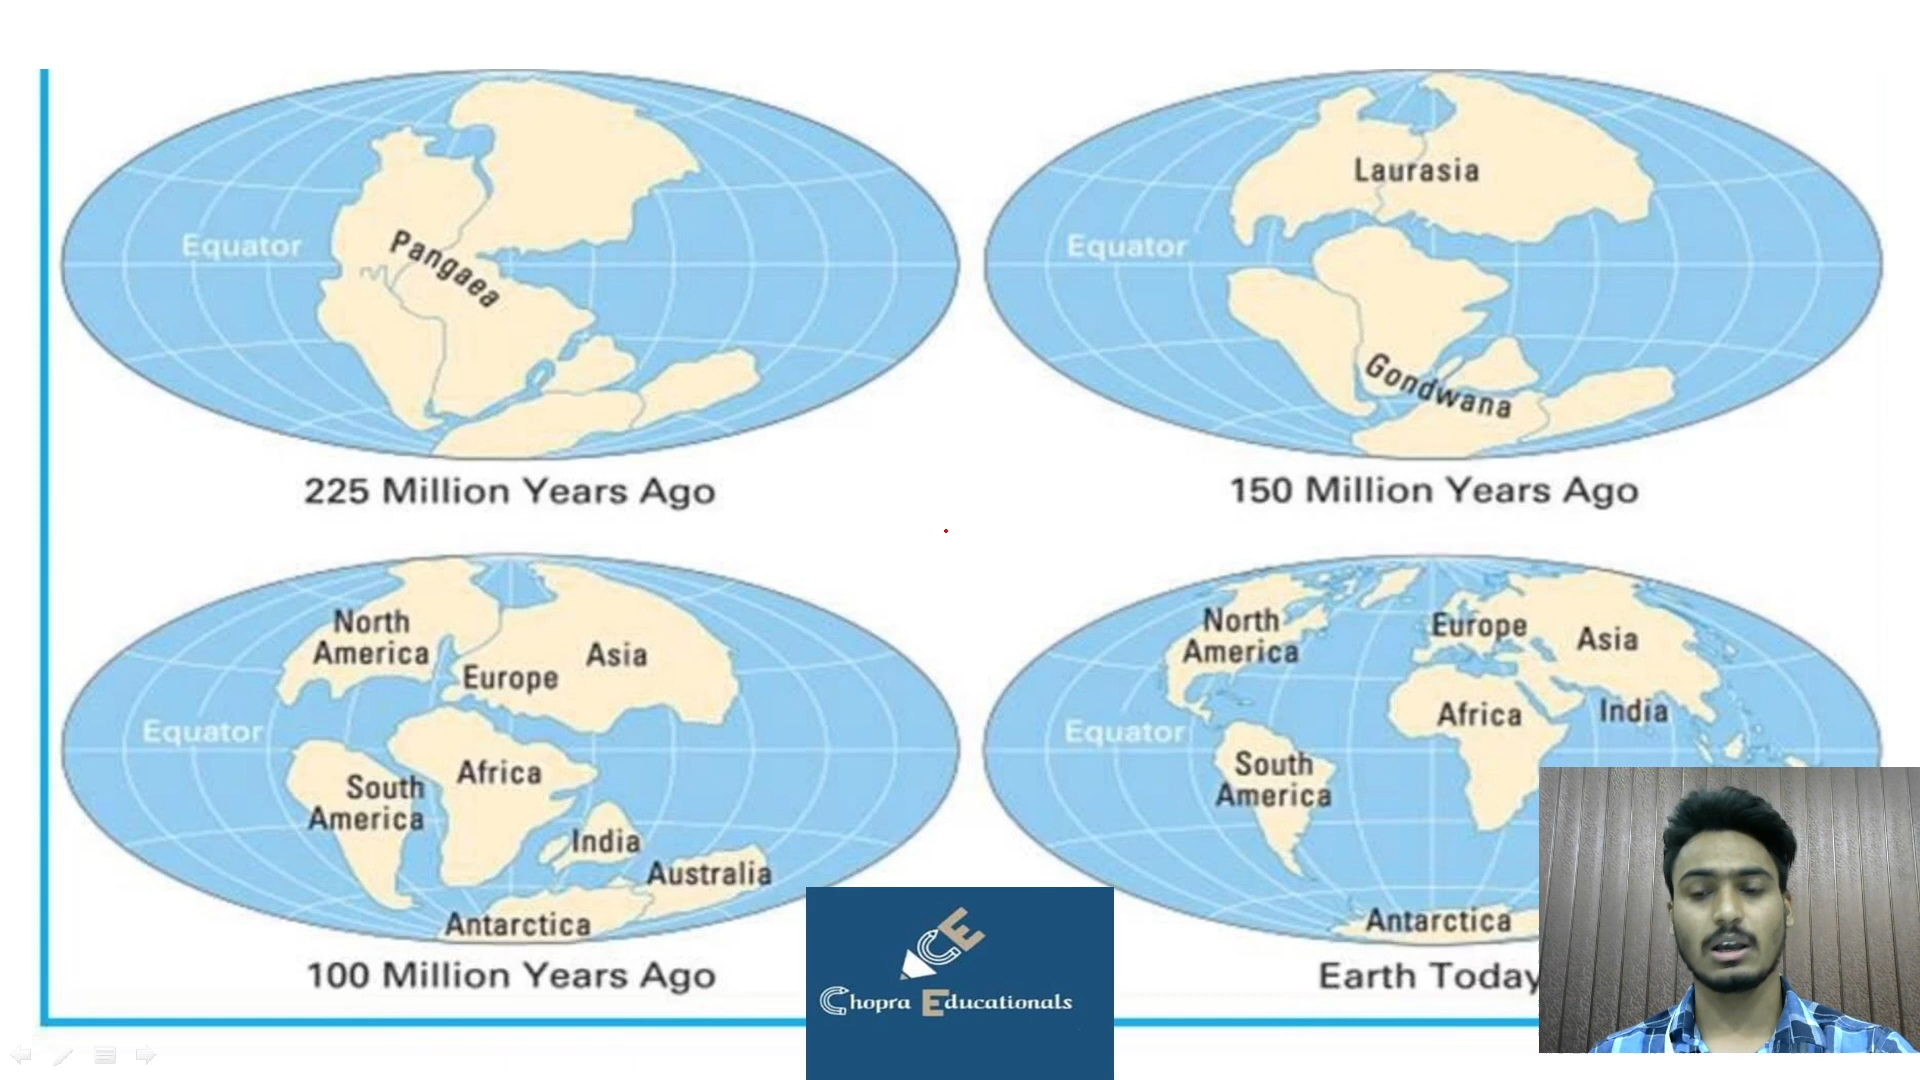 Equator
Pangaea
225 Million Years Ago
Equator
Laurasia
Gondwana
150 Million Years Ago
North
America
Europe
Asia
Equator
South
America
Africa
India
Australia
Antarctica
100 Million Years Ago
North
America
Europe
Asia
Africa
India
Equator
South
America
Antarctica
Earth Today
CE
Chopra Educationals